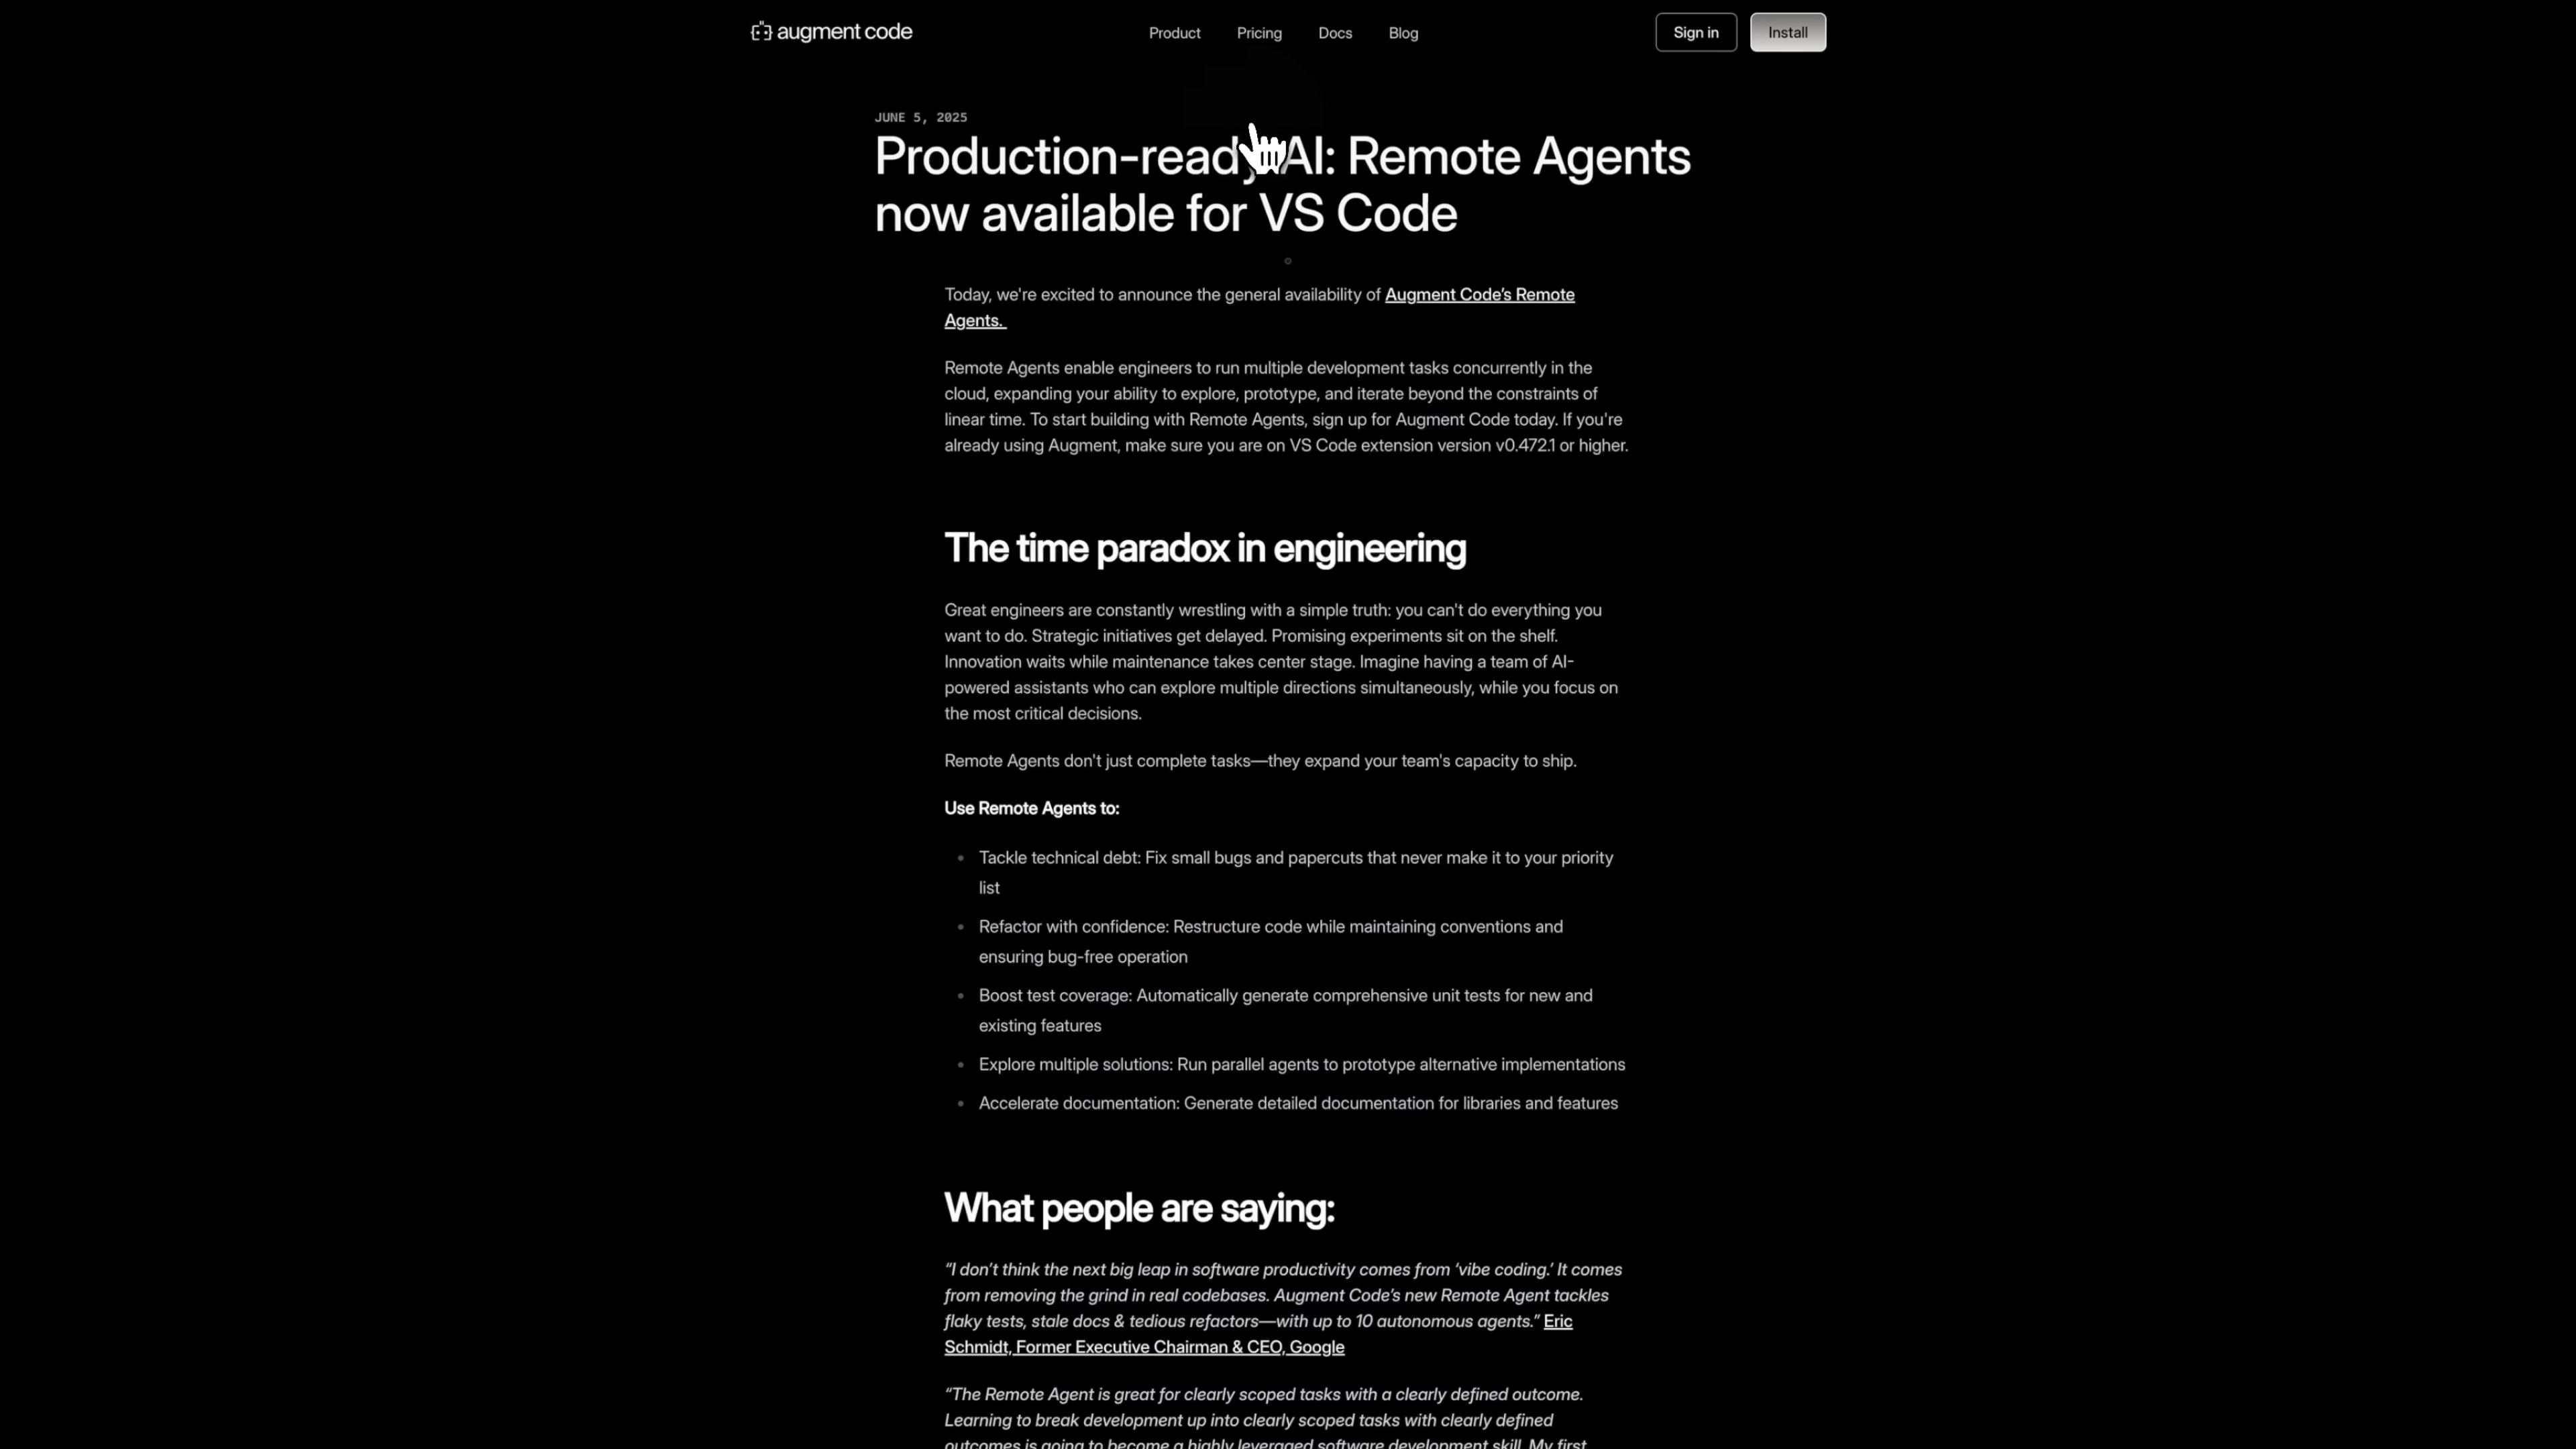 augment code
Product
Pricing
Docs
Blog
Sign in
Install
JUNE 5, 2025
Production-ready AI: Remote Agents
now available for VS Code
Today, we're excited to announce the general availability of Augment Code’s Remote
Agents.
Remote Agents enable engineers to run multiple development tasks concurrently in the
cloud, expanding your ability to explore, prototype, and iterate beyond the constraints of
linear time. To start building with Remote Agents, sign up for Augment Code today. If you're
already using Augment, make sure you are on VS Code extension version v0.472.1 or higher.
The time paradox in engineering
Great engineers are constantly wrestling with a simple truth: you can't do everything you
want to do. Strategic initiatives get delayed. Promising experiments sit on the shelf.
Innovation waits while maintenance takes center stage. Imagine having a team of AI-
powered assistants who can explore multiple directions simultaneously, while you focus on
the most critical decisions.
Remote Agents don't just complete tasks—they expand your team's capacity to ship.
Use Remote Agents to:
• Tackle technical debt: Fix small bugs and papercuts that never make it to your priority
list
• Refactor with confidence: Restructure code while maintaining conventions and
ensuring bug-free operation
• Boost test coverage: Automatically generate comprehensive unit tests for new and
existing features
• Explore multiple solutions: Run parallel agents to prototype alternative implementations
• Accelerate documentation: Generate detailed documentation for libraries and features
What people are saying:
“I don’t think the next big leap in software productivity comes from ‘vibe coding.’ It comes
from removing the grind in real codebases. Augment Code’s new Remote Agent tackles
flaky tests, stale docs & tedious refactors—with up to 10 autonomous agents.” Eric
Schmidt, Former Executive Chairman & CEO, Google
“The Remote Agent is great for clearly scoped tasks with a clearly defined outcome.
Learning to break development up into clearly scoped tasks with clearly defined
outcomes is going to become a highly leveraged software development skill. My first